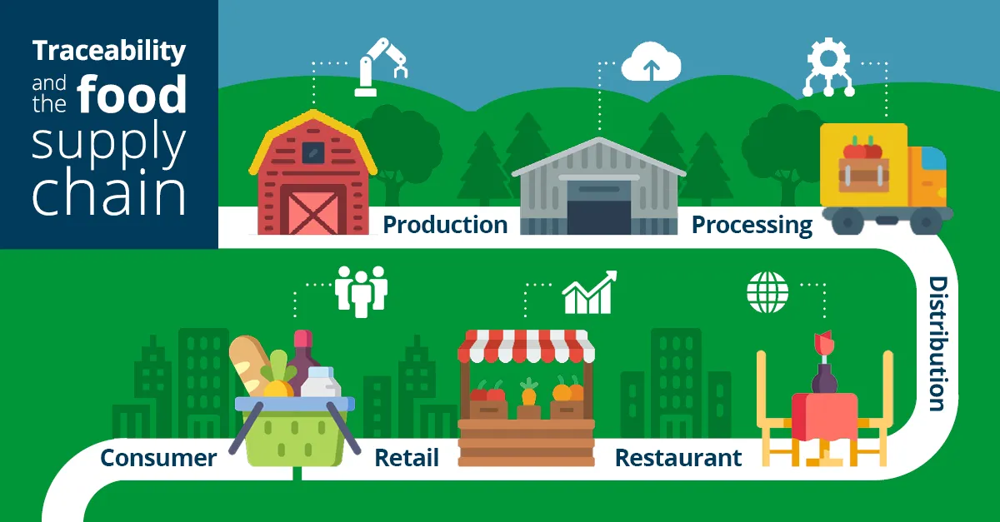 Traceability
and
the food
supply
chain
Production
Processing
Distribution
Restaurant
Retail
Consumer